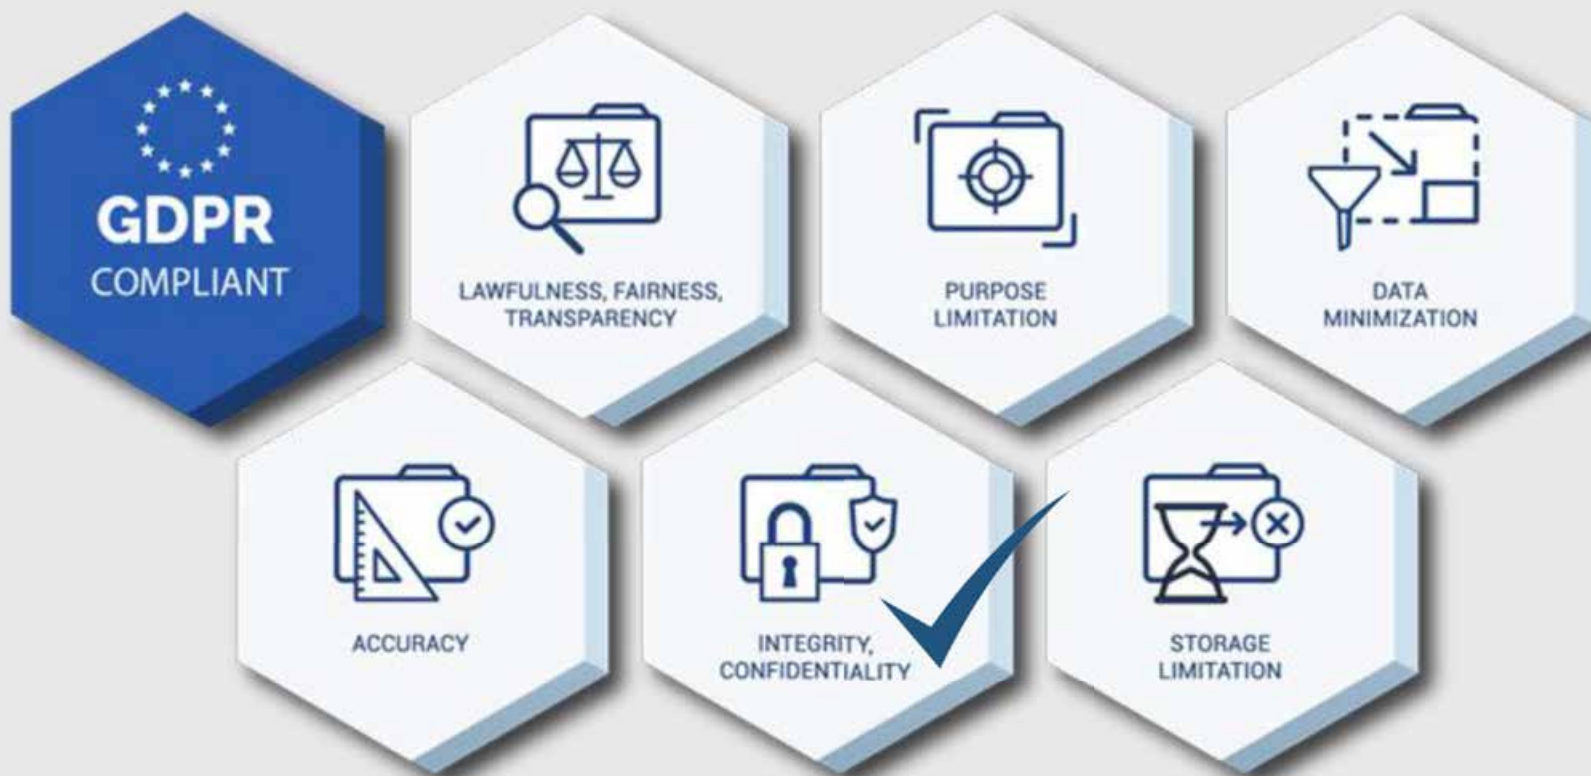 GDPR
COMPLIANT
LAWFULNESS, FAIRNESS,
TRANSPARENCY
PURPOSE
LIMITATION
DATA
MINIMIZATION
ACCURACY
INTEGRITY,
CONFIDENTIALITY
STORAGE
LIMITATION